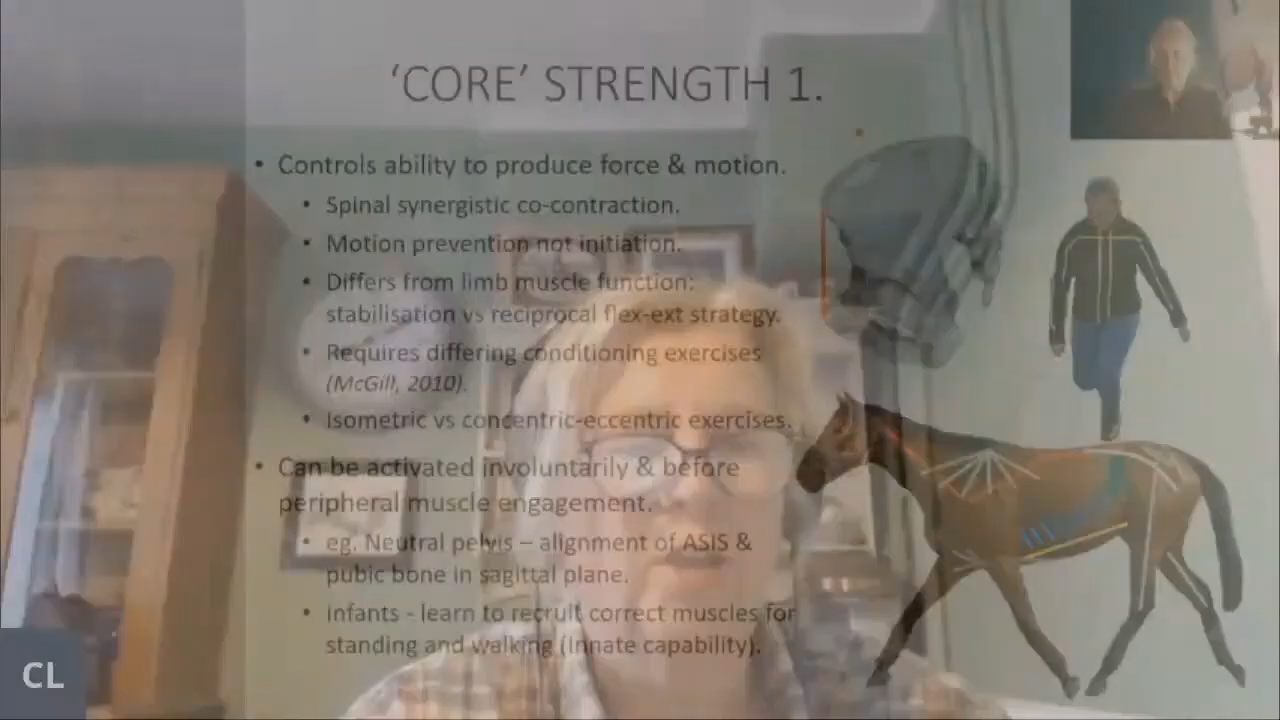 ‘CORE’ STRENGTH 1.
• Controls ability to produce force & motion.
• Spinal synergistic co-contraction.
• Motion prevention not initiation.
• Differs from limb muscle function:
stabilisation vs reciprocal flex-ext strategy.
• Requires differing conditioning exercises
(McGill, 2010).
• Isometric vs concentric-eccentric exercises.
• Can be activated involuntarily & before
peripheral muscle engagement.
• eg. Neutral pelvis – alignment of ASIS &
pubic bone in sagittal plane.
• Infants - learn to recruit correct muscles for
standing and walking (Innate capability).
CL